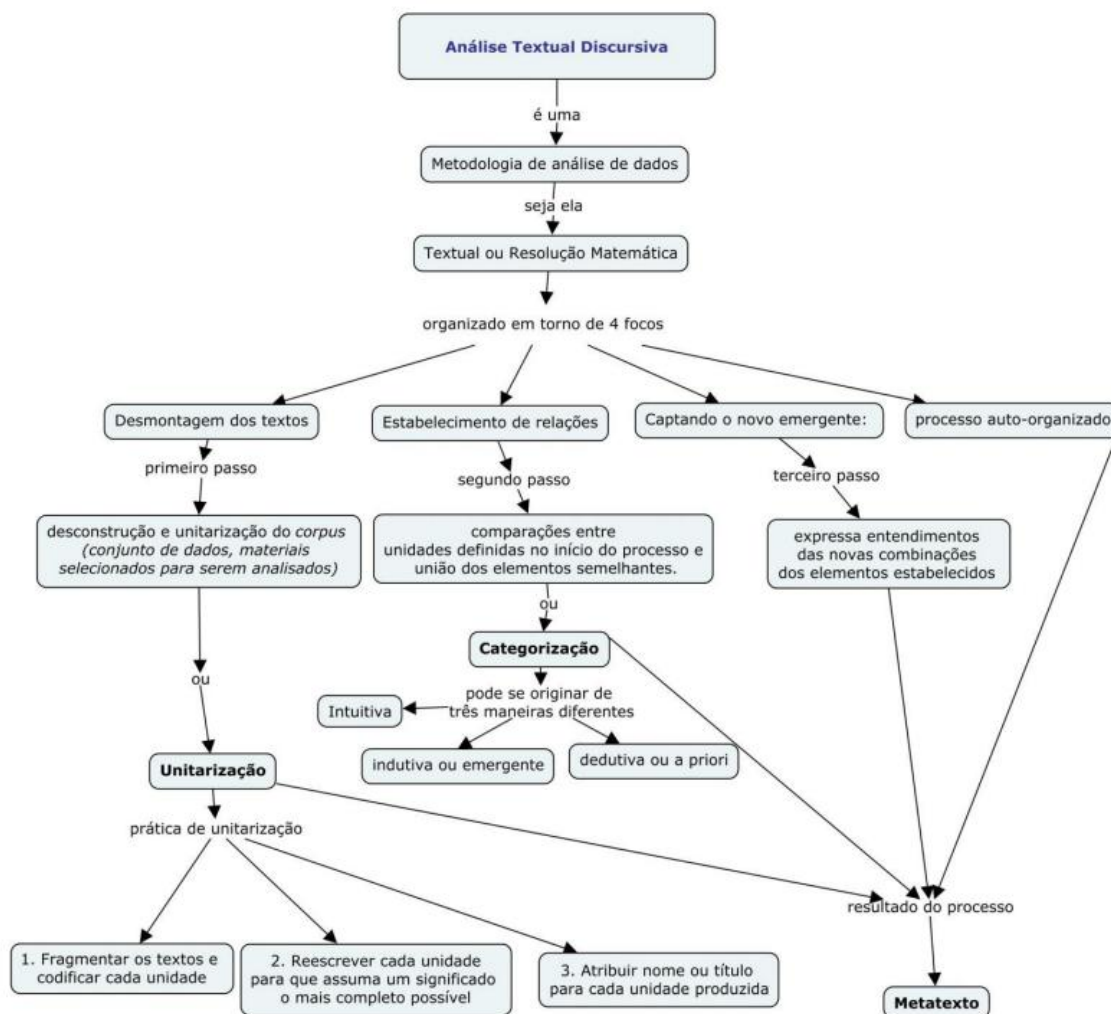 Análise Textual Discursiva
é uma
Metodologia de análise de dados
seja ela
Textual ou Resolução Matemática
organizado em torno de 4 focos
Desmontagem dos textos
Estabelecimento de relações
Captando o novo emergente:
processo auto-organizado
primeiro passo
segundo passo
terceiro passo
desconstrução e unitarização do corpus
(conjunto de dados, materiais
selecionados para serem analisados)
comparações entre
unidades definidas no início do processo e
união dos elementos semelhantes.
expressa entendimentos
das novas combinações
dos elementos estabelecidos
ou
Categorização
pode se originar de
três maneiras diferentes
Intuitiva
indutiva ou emergente
dedutiva ou a priori
ou
Unitarização
prática de unitarização
1. Fragmentar os textos e
codificar cada unidade
2. Reescrever cada unidade
para que assuma um significado
o mais completo possível
3. Atribuir nome ou título
para cada unidade produzida
resultado do processo
Metatexto